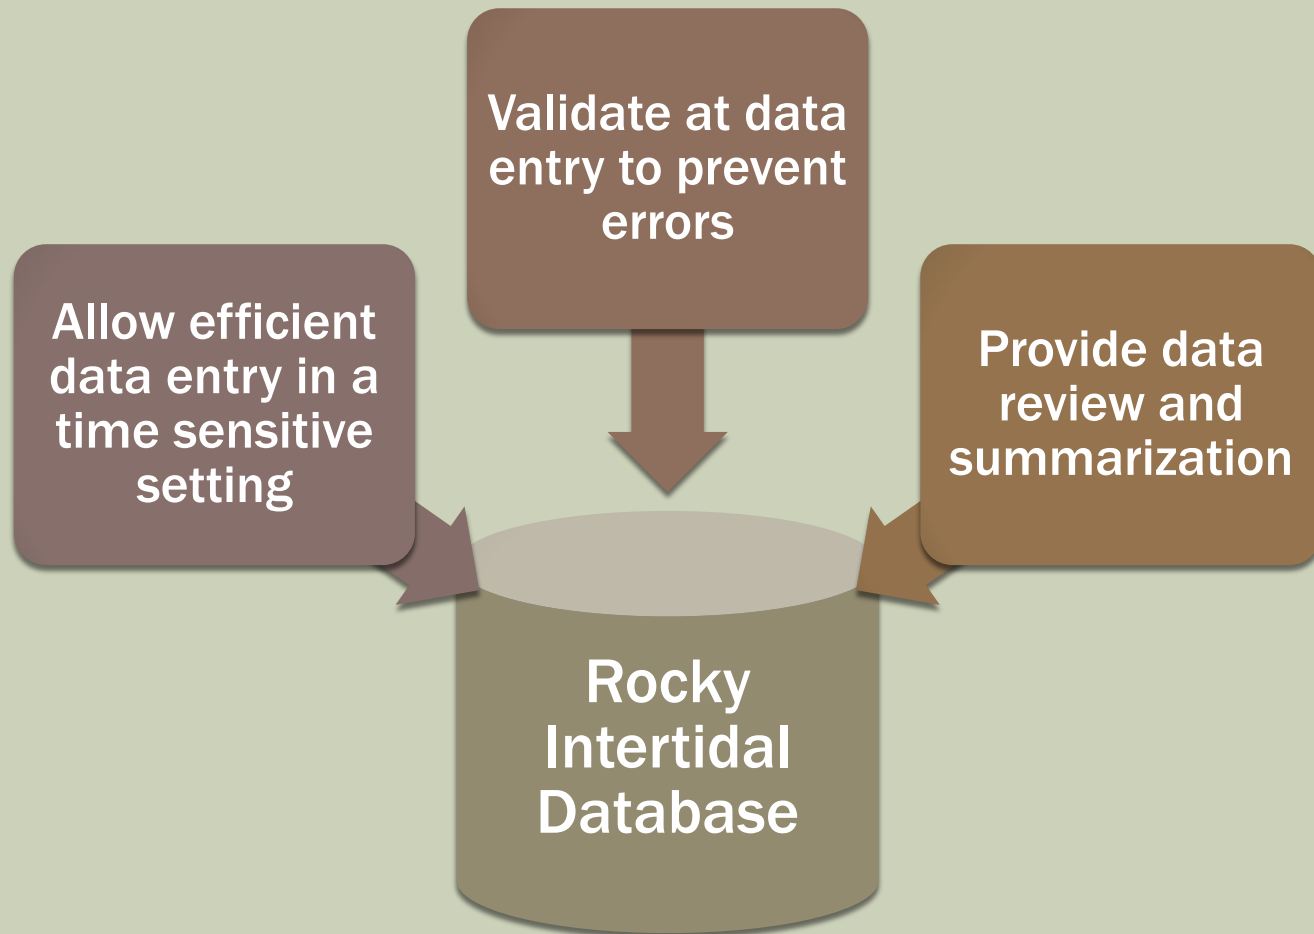 Validate at data
entry to prevent
errors
Allow efficient
data entry in a
time sensitive
setting
Provide data
review and
summarization
Rocky
Intertidal
Database